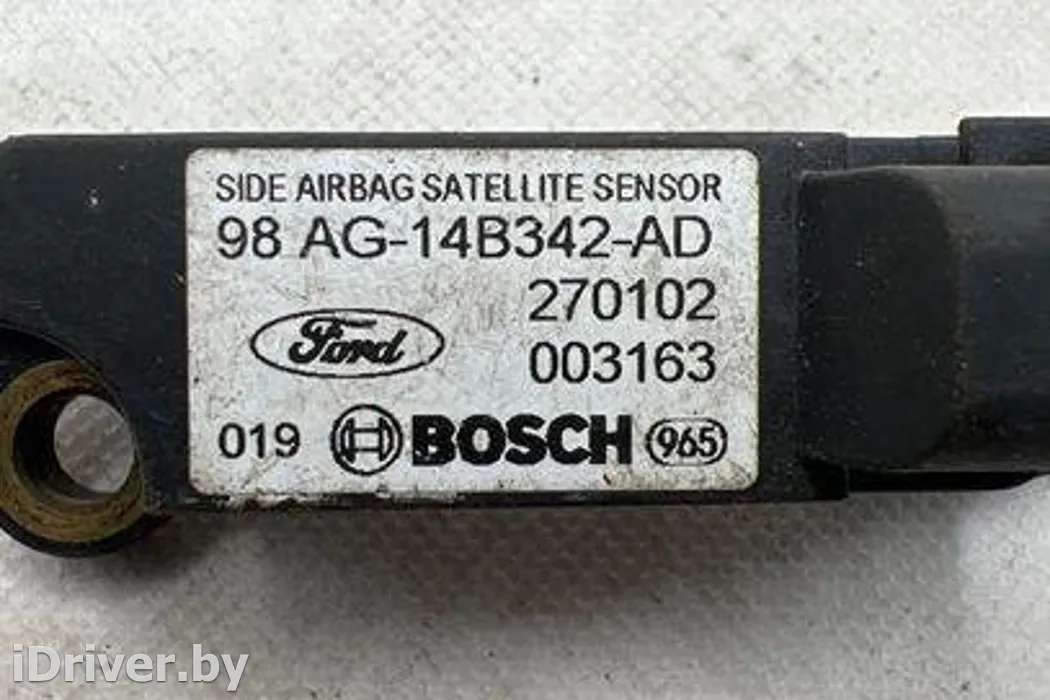 SIDE AIRBAG SATELLITE SENSOR
98 AG-14B342-AD
270102
Ford
003163
019 BOSCH 965
iDriver.by